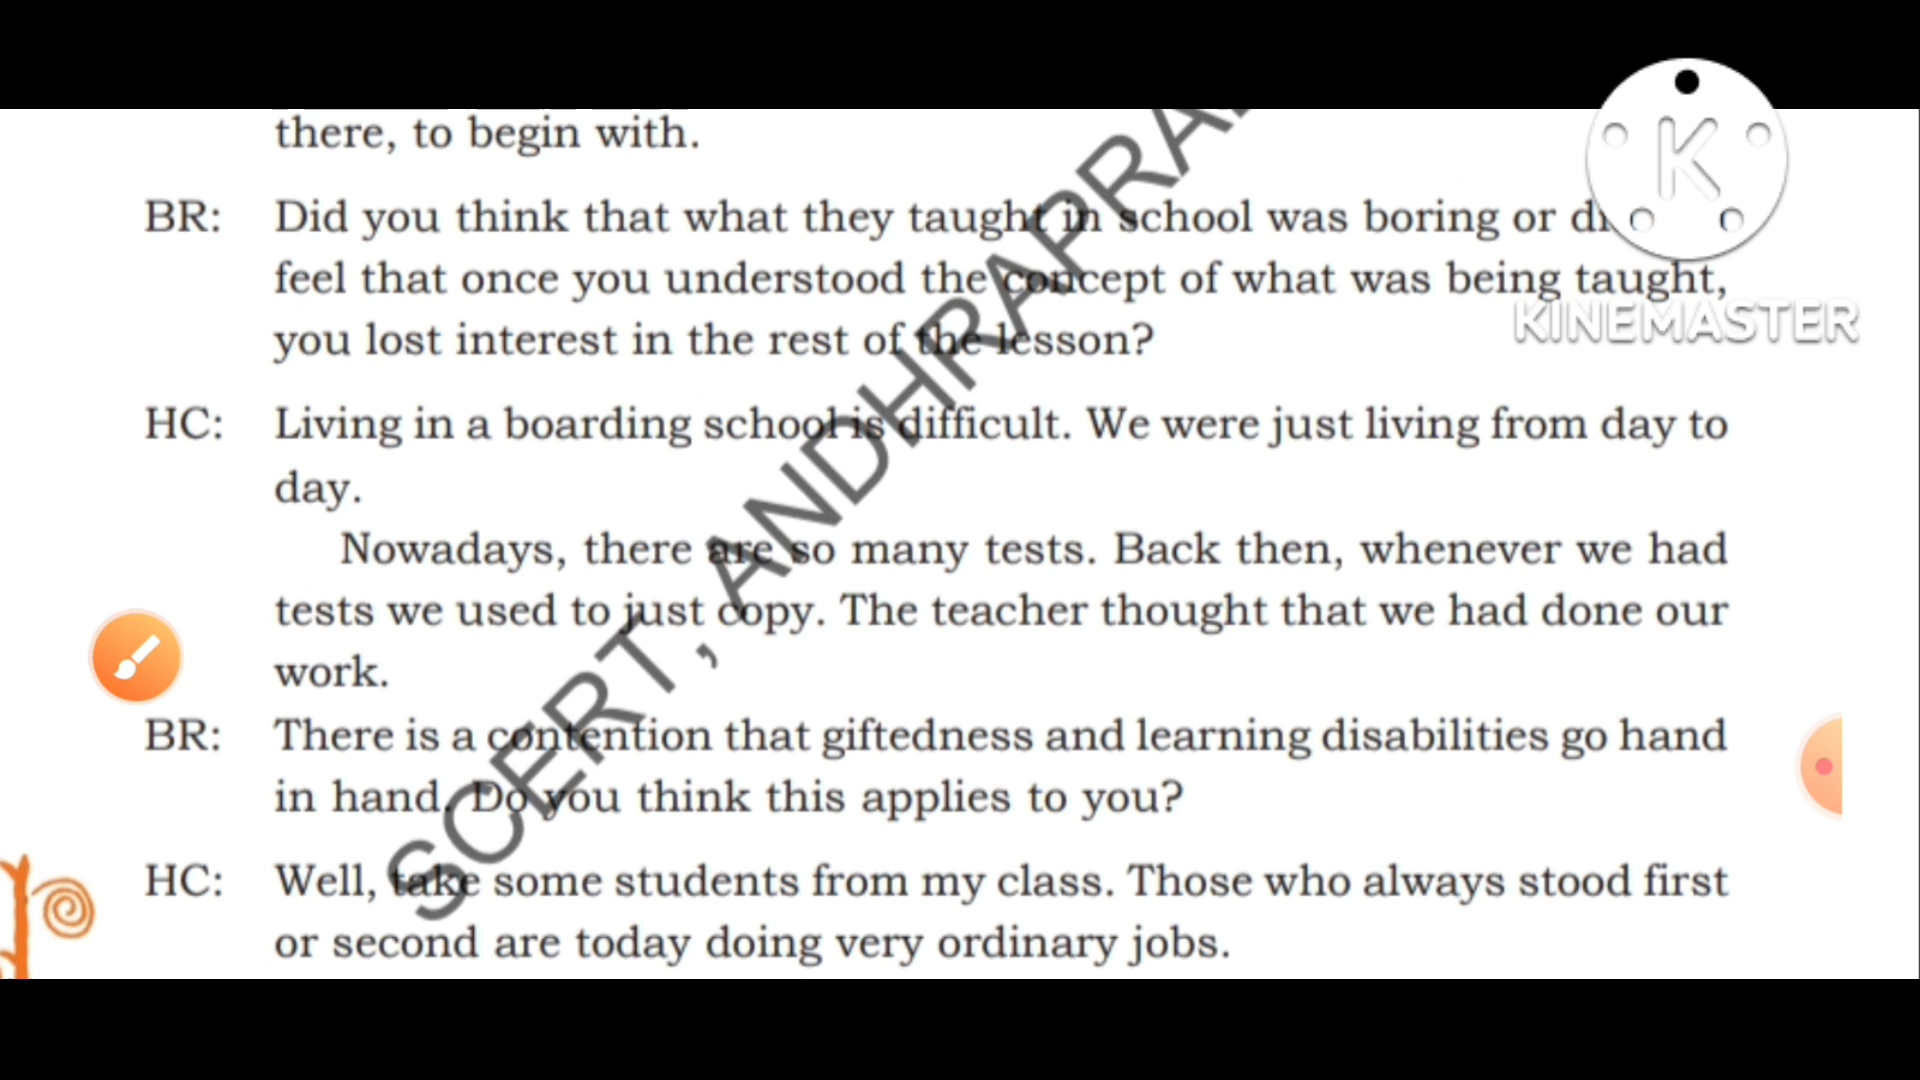 there, to begin with.
BR: Did you think that what they taught in school was boring or
feel that once you understood the concept of what was being taught,
you lost interest in the rest of the lesson?
KINEMASTER
HC: Living in a boarding school is difficult. We were just living from day to
day.
Nowadays, there are so many tests. Back then, whenever we had
tests we used to just copy. The teacher thought that we had done our
work.
BR: There is a contention that giftedness and learning disabilities go hand
in hand. Do you think this applies to you?
HC: Well, take some students from my class. Those who always stood first
or second are today doing very ordinary jobs.
SCERT, ANDHRAPRA
K